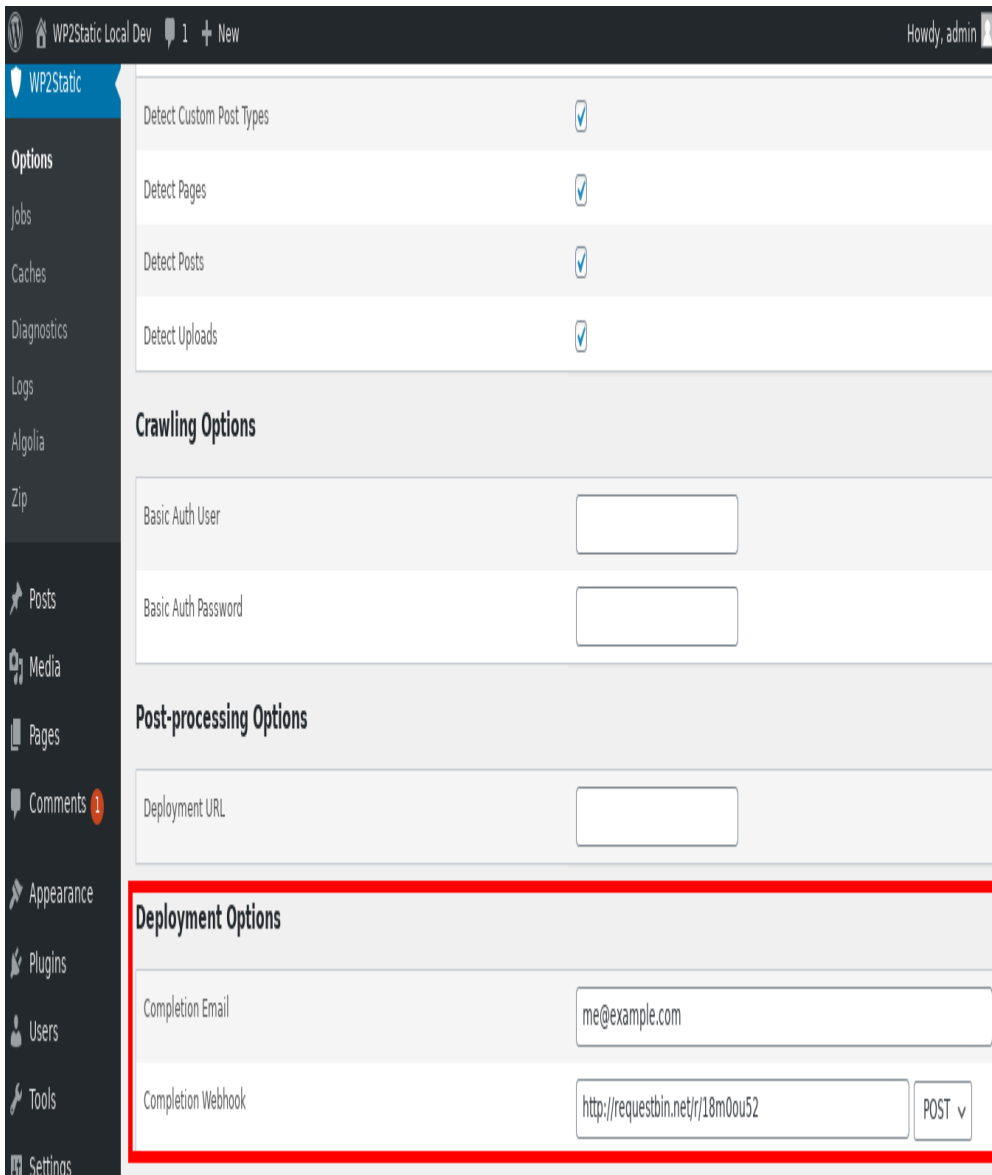 WP2Static Local Dev 1 + New Howdy, admin
WP2Static
Options
Jobs
Caches
Diagnostics
Logs
Algolia
Zip
Posts
Media
Pages
Comments 1
Appearance
Plugins
Users
Tools
Settings
Detect Custom Post Types
Detect Pages
Detect Posts
Detect Uploads
Crawling Options
Basic Auth User
Basic Auth Password
Post-processing Options
Deployment URL
Deployment Options
Completion Email me@example.com
Completion Webhook http://requestbin.net/r/18m0ou52 POST